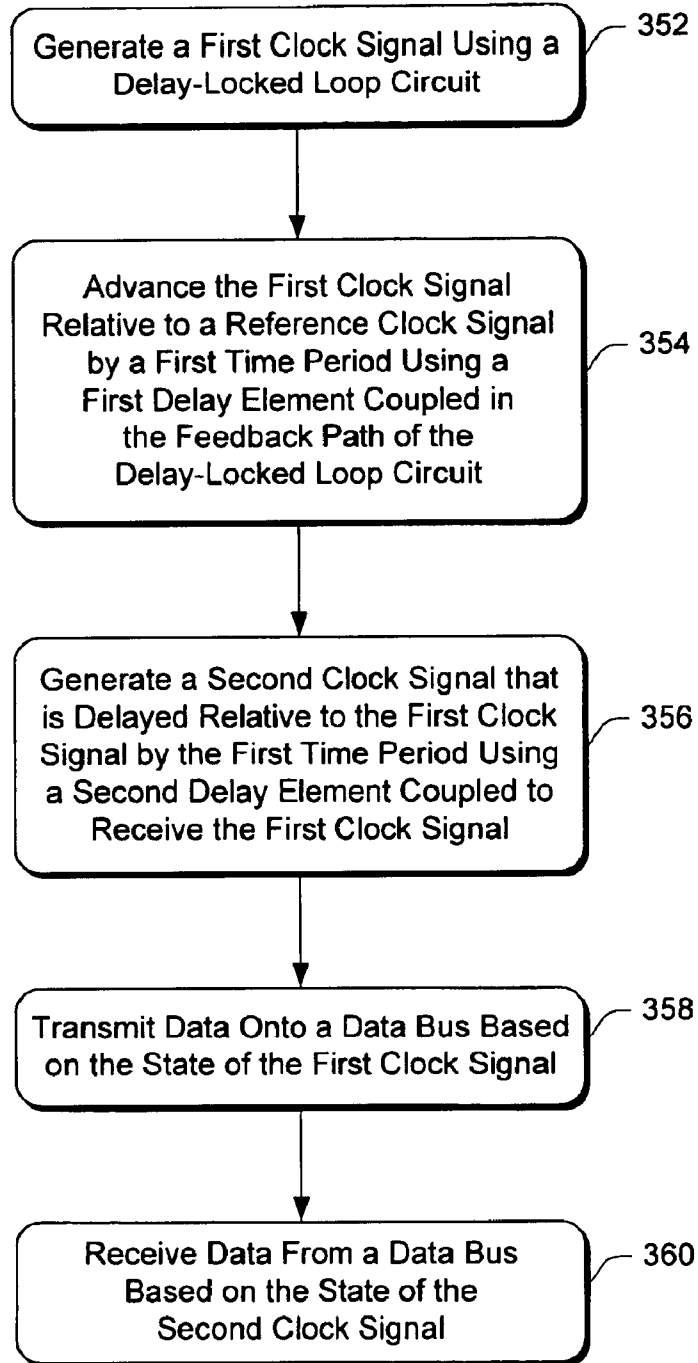 352
Generate a First Clock Signal Using a
Delay-Locked Loop Circuit
Advance the First Clock Signal
Relative to a Reference Clock Signal
by a First Time Period Using a
First Delay Element Coupled in
the Feedback Path of the
Delay-Locked Loop Circuit
354
Generate a Second Clock Signal that
is Delayed Relative to the First Clock
Signal by the First Time Period Using
a Second Delay Element Coupled to
Receive the First Clock Signal
356
Transmit Data Onto a Data Bus Based
on the State of the First Clock Signal
358
Receive Data From a Data Bus
Based on the State of the
Second Clock Signal
360